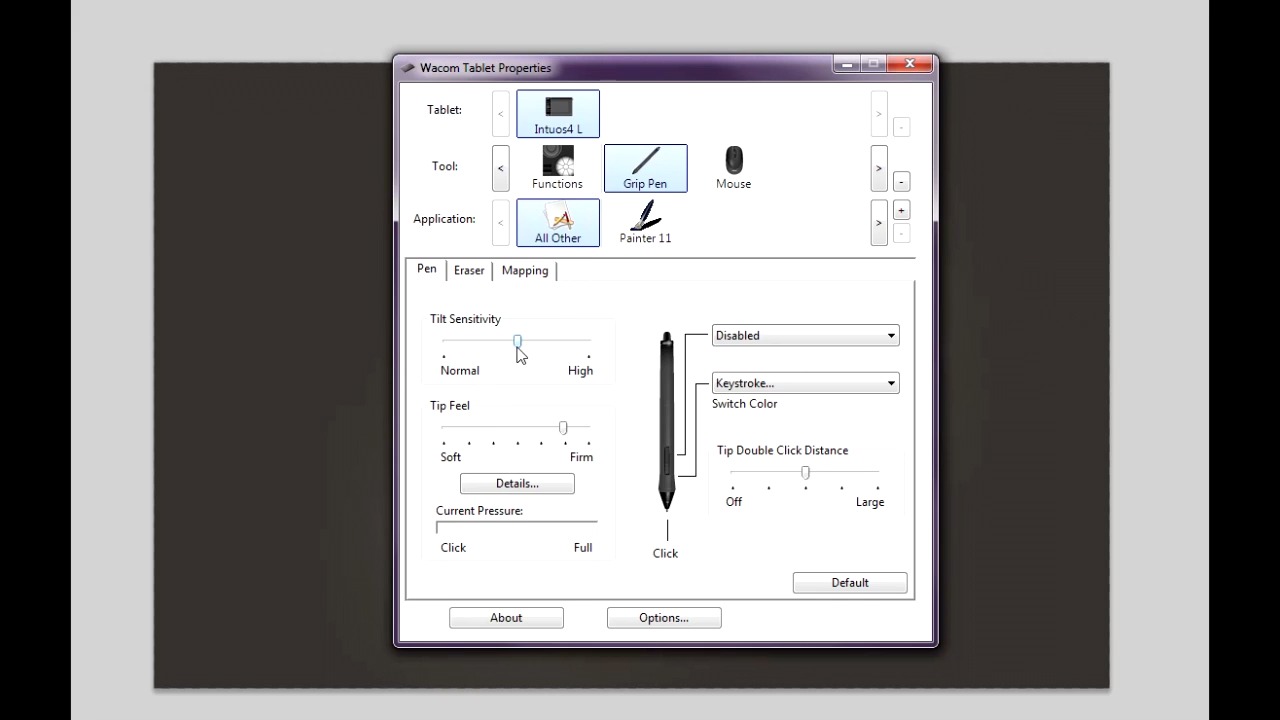 Wacom Tablet Properties
Tablet:
Intuos4 L
Tool:
Functions
Grip Pen
Mouse
Application:
All Other
Painter 11
Pen
Eraser
Mapping
Tilt Sensitivity
Normal
High
Tip Feel
Soft
Firm
Details...
Current Pressure:
Click
Full
Disabled
Keystroke...
Switch Color
Tip Double Click Distance
Off
Large
Click
Default
About
Options...